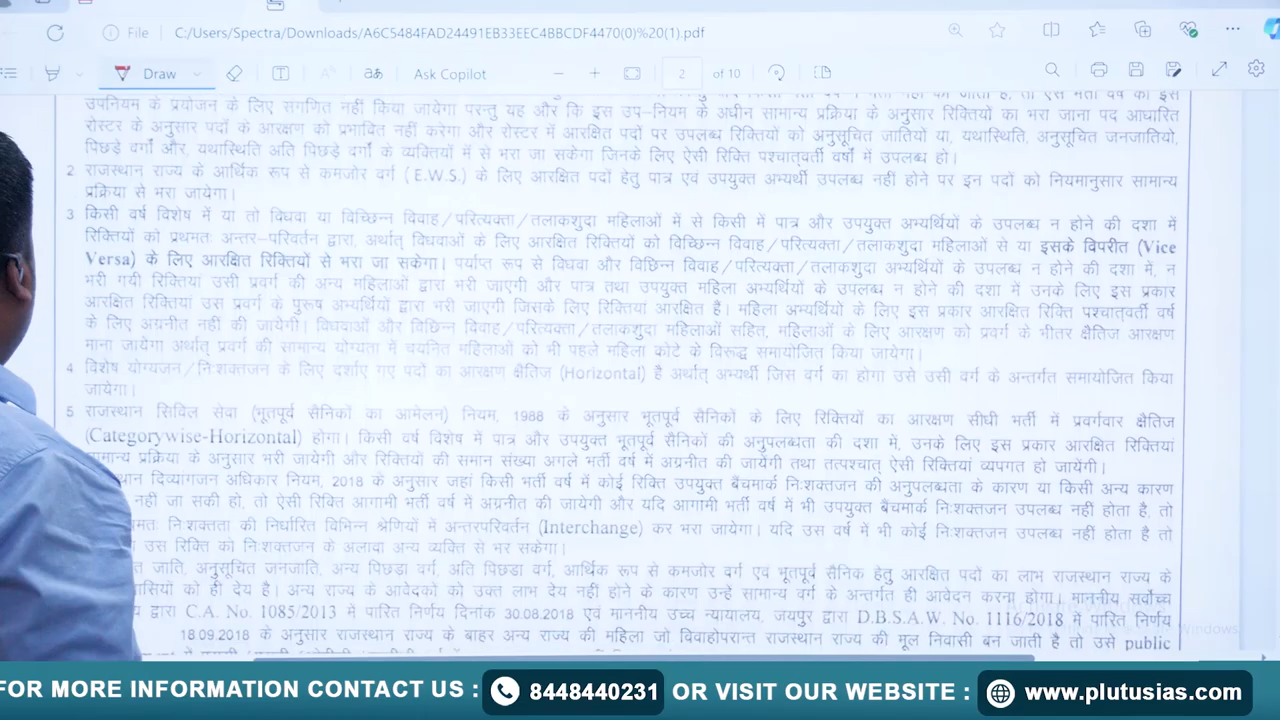 File C:/Users/Spectra/Downloads/A6C5484FAD24491EB33EEC4BBCDF4470(0)%20(1).pdf
Draw Ask Copilot 2 of 10
उपनियम के प्रयोजन के लिए संगणित नहीं किया जायेगा परन्तु यह और कि इस उप–नियम के अधीन सामान्य प्रक्रिया के अनुसार रिक्तियों का भरा जाना पद आधारित
रोस्टर के अनुसार पदों के आरक्षण को प्रभावित नहीं करेगा और रोस्टर में आरक्षित पदों पर उपलब्ध रिक्तियों को अनुसूचित जातियों या, यथास्थिति, अनुसूचित जनजातियो,
पिछड़े वर्गों और, यथास्थिति अति पिछड़े वर्गों के व्यक्तियों में से भरा जा सकेगा जिनके लिए ऐसी रिक्ति पश्चात्वर्ती वर्षों में उपलब्ध हो।
2 राजस्थान राज्य के आर्थिक रूप से कमजोर वर्ग (E.W.S.) के लिए आरक्षित पदों हेतु पात्र एवं उपयुक्त अभ्यर्थी उपलब्ध नहीं होने पर इन पदों को नियमानुसार सामान्य
प्रक्रिया से भरा जायेगा।
3 किसी वर्ष विशेष में या तो विधवा या विच्छिन्न विवाह/परित्यक्ता/तलाकशुदा महिलाओं में से किसी में पात्र और उपयुक्त अभ्यर्थियों के उपलब्ध न होने की दशा में
रिक्तियों को प्रथमतः अन्तर–परिवर्तन द्वारा, अर्थात् विधवाओं के लिए आरक्षित रिक्तियों को विच्छिन्न विवाह/परित्यक्ता/तलाकशुदा महिलाओं से या इसके विपरीत (Vice
Versa) के लिए आरक्षित रिक्तियों से भरा जा सकेगा। पर्याप्त रूप से विधवा और विछिन्न विवाह/परित्यक्ता/तलाकशुदा अभ्यर्थियों के उपलब्ध न होने की दशा में, न
भरी गयी रिक्तियां उसी प्रवर्ग की अन्य महिलाओं द्वारा भरी जाएगी और पात्र तथा उपयुक्त महिला अभ्यर्थियों के उपलब्ध न होने की दशा में उनके लिए इस प्रकार
आरक्षित रिक्तियां उस प्रवर्ग के पुरूष अभ्यर्थियों द्वारा भरी जाएगी जिसके लिए रिक्तियां आरक्षित हैं। महिला अभ्यर्थियों के लिए इस प्रकार आरक्षित रिक्ति पश्चात्वर्ती वर्ष
के लिए अग्रनीत नहीं की जायेगी। विधवाओं और विछिन्न विवाह/परित्यक्ता/तलाकशुदा महिलाओं सहित, महिलाओं के लिए आरक्षण को प्रवर्ग के भीतर क्षैतिज आरक्षण
माना जायेगा अर्थात् प्रवर्ग की सामान्य योग्यता में चयनित महिलाओं को भी पहले महिला कोटे के विरूद्ध समायोजित किया जायेगा।
4 विशेष योग्यजन/निःशक्तजन के लिए दर्शाए गए पदों का आरक्षण क्षैतिज (Horizontal) है अर्थात् अभ्यर्थी जिस वर्ग का होगा उसे उसी वर्ग के अन्तर्गत समायोजित किया
जायेगा।
5 राजस्थान सिविल सेवा (भूतपूर्व सैनिकों का आमेलन) नियम, 1988 के अनुसार भूतपूर्व सैनिकों के लिए रिक्तियों का आरक्षण सीधी भर्ती में प्रवर्गवार क्षैतिज
(Categorywise-Horizontal) होगा। किसी वर्ष विशेष में पात्र और उपयुक्त भूतपूर्व सैनिकों की अनुपलब्धता की दशा में, उनके लिए इस प्रकार आरक्षित रिक्तियां
सामान्य प्रक्रिया के अनुसार भरी जायेगी और रिक्तियों की समान संख्या अगले भर्ती वर्ष में अग्रनीत की जायेगी तथा तत्पश्चात् ऐसी रिक्तियां व्यपगत हो जायेगी।
दिव्यांगजन अधिकार नियम, 2018 के अनुसार जहां किसी भर्ती वर्ष में कोई रिक्ति उपयुक्त बैंचमार्क निःशक्तजन की अनुपलब्धता के कारण या किसी अन्य कारण
नहीं जा सकी हो, तो ऐसी रिक्ति आगामी भर्ती वर्ष में अग्रनीत की जायेगी और यदि आगामी भर्ती वर्ष में भी उपयुक्त बैंचमार्क निःशक्तजन उपलब्ध नहीं होता है, तो
निःशक्तता की निर्धारित विभिन्न श्रेणियों में अन्तरपरिवर्तन (Interchange) कर भरा जायेगा। यदि उस वर्ष में भी कोई निःशक्तजन उपलब्ध नहीं होता है तो
उस रिक्ति को निःशक्तजन के अलावा अन्य व्यक्ति से भर सकेगा।
जाति, अनुसूचित जनजाति, अन्य पिछडा वर्ग, अति पिछडा वर्ग, आर्थिक रूप से कमजोर वर्ग एवं भूतपूर्व सैनिक हेतु आरक्षित पदों का लाभ राजस्थान राज्य के
को ही देय है। अन्य राज्य के आवेदकों को उक्त लाभ देय नहीं होने के कारण उन्हें सामान्य वर्ग के अन्तर्गत ही आवेदन करना होगा। माननीय सर्वोच्च
द्वारा C.A. No. 1085/2013 में पारित निर्णय दिनांक 30.08.2018 एवं माननीय उच्च न्यायालय, जयपुर द्वारा D.B.S.A.W. No. 1116/2018 में पारित निर्णय
18.09.2018 के अनुसार राजस्थान राज्य के बाहर अन्य राज्य की महिला जो विवाहोपरान्त राजस्थान राज्य की मूल निवासी बन जाती है तो उसे public
FOR MORE INFORMATION CONTACT US : 8448440231 OR VISIT OUR WEBSITE : www.plutusias.com